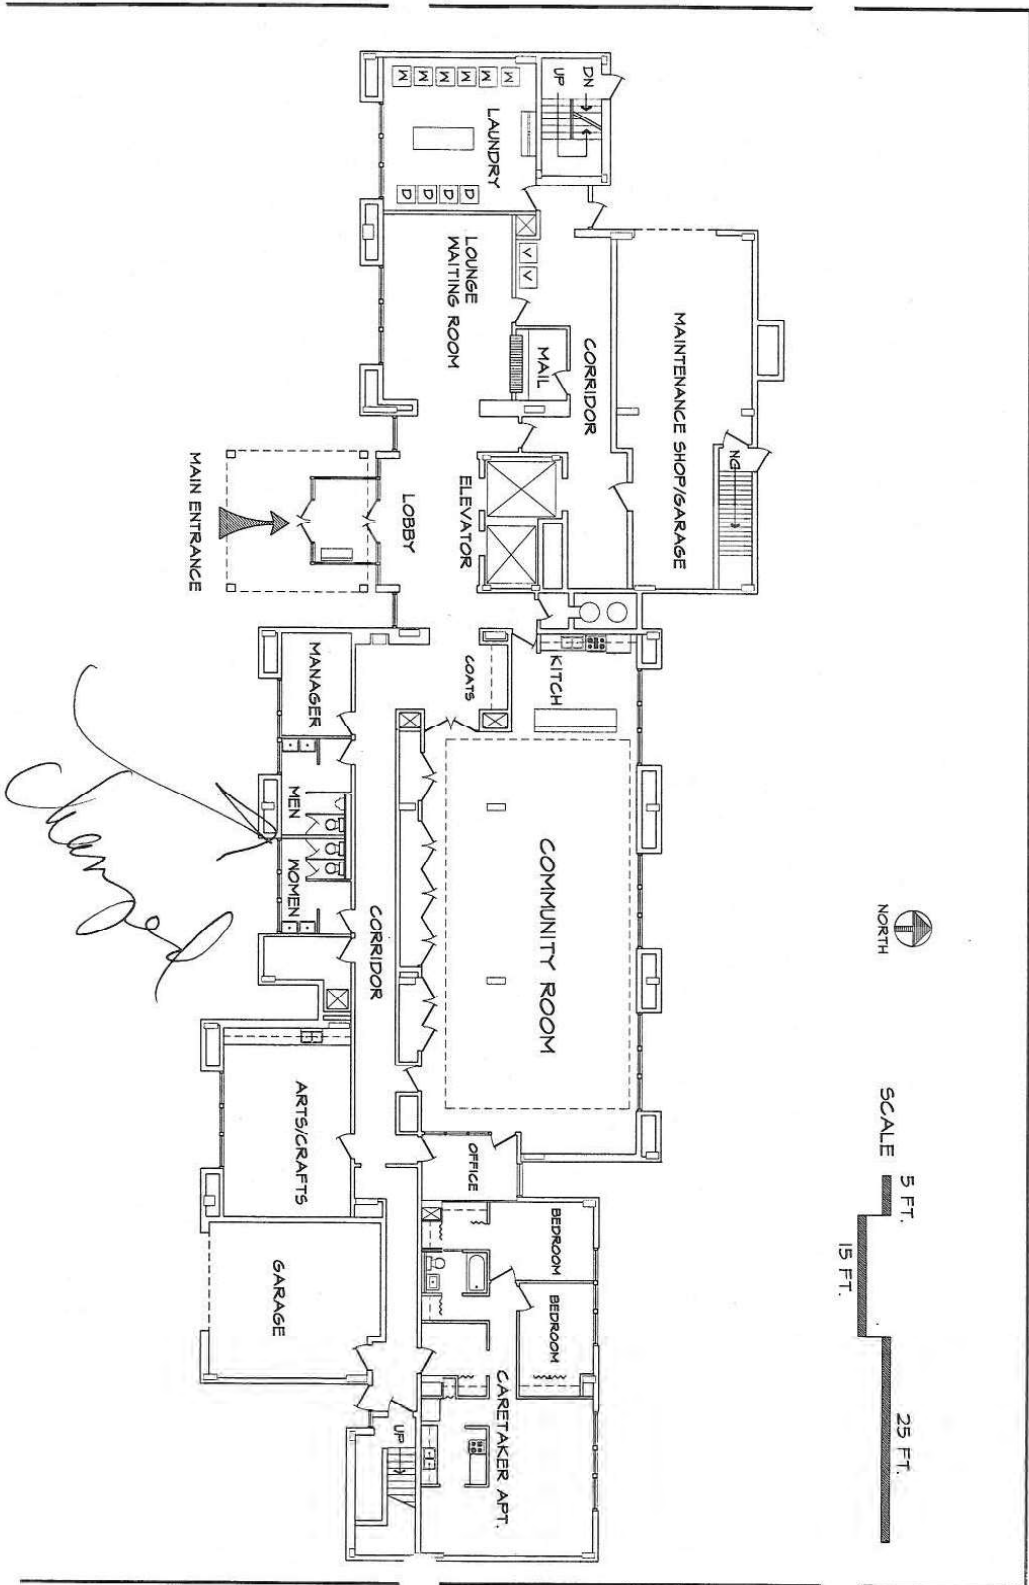 DN
UP
W W W W W W
LAUNDRY
D D D D
LOUNGE
WAITING ROOM
V V
MAIL
CORRIDOR
MAINTENANCE SHOP/GARAGE
MAIN ENTRANCE
LOBBY
ELEVATOR
MANAGER
COATS
KITCH
MEN
WOMEN
CORRIDOR
COMMUNITY ROOM
NORTH
SCALE
5 FT.
15 FT.
25 FT.
ARTS/CRAFTS
OFFICE
BEDROOM
BEDROOM
GARAGE
CARETAKER APT.
UP